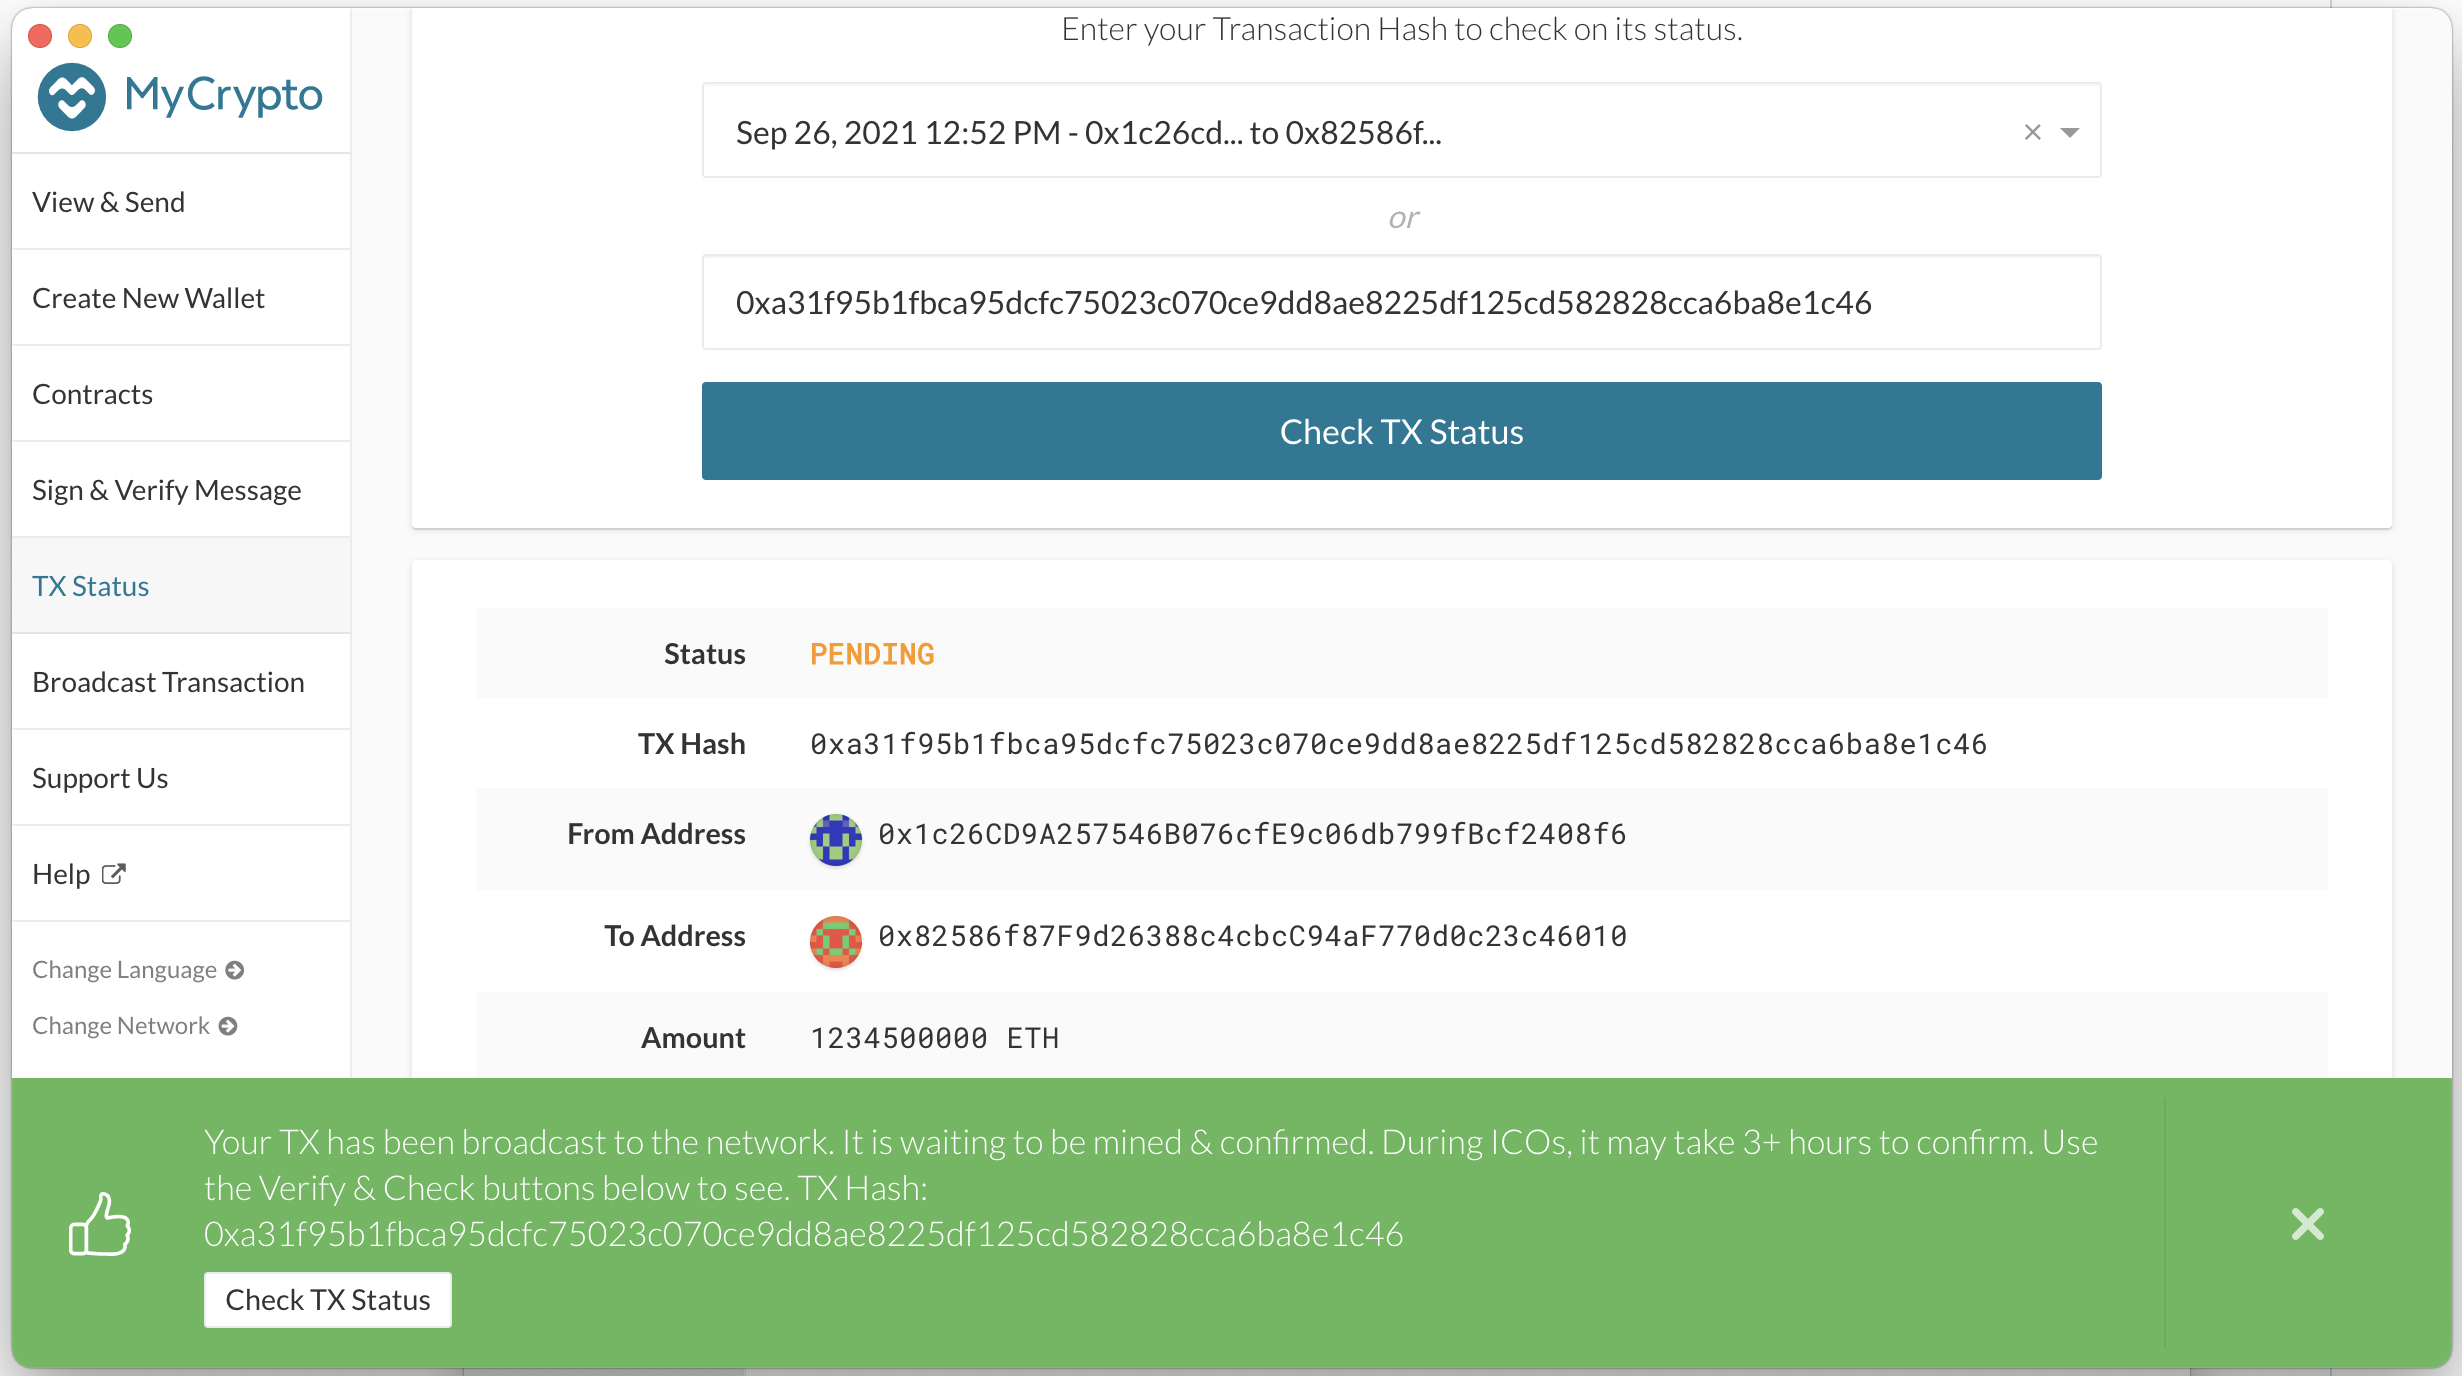 MyCrypto
View & Send
Create New Wallet
Contracts
Sign & Verify Message
TX Status
Broadcast Transaction
Support Us
Help
Change Language
Change Network
Enter your Transaction Hash to check on its status.
Sep 26, 2021 12:52 PM - 0x1c26cd... to 0x82586f...
or
0xa31f95b1fbca95dcfc75023c070ce9dd8ae8225df125cd582828cca6ba8e1c46
Check TX Status
Status PENDING
TX Hash 0xa31f95b1fbca95dcfc75023c070ce9dd8ae8225df125cd582828cca6ba8e1c46
From Address 0x1c26CD9A257546B076cfE9c06db799fBcf2408f6
To Address 0x82586f87F9d26388c4cbcC94aF770d0c23c46010
Amount 1234500000 ETH
Your TX has been broadcast to the network. It is waiting to be mined & confirmed. During ICOs, it may take 3+ hours to confirm. Use
the Verify & Check buttons below to see. TX Hash:
0xa31f95b1fbca95dcfc75023c070ce9dd8ae8225df125cd582828cca6ba8e1c46
Check TX Status